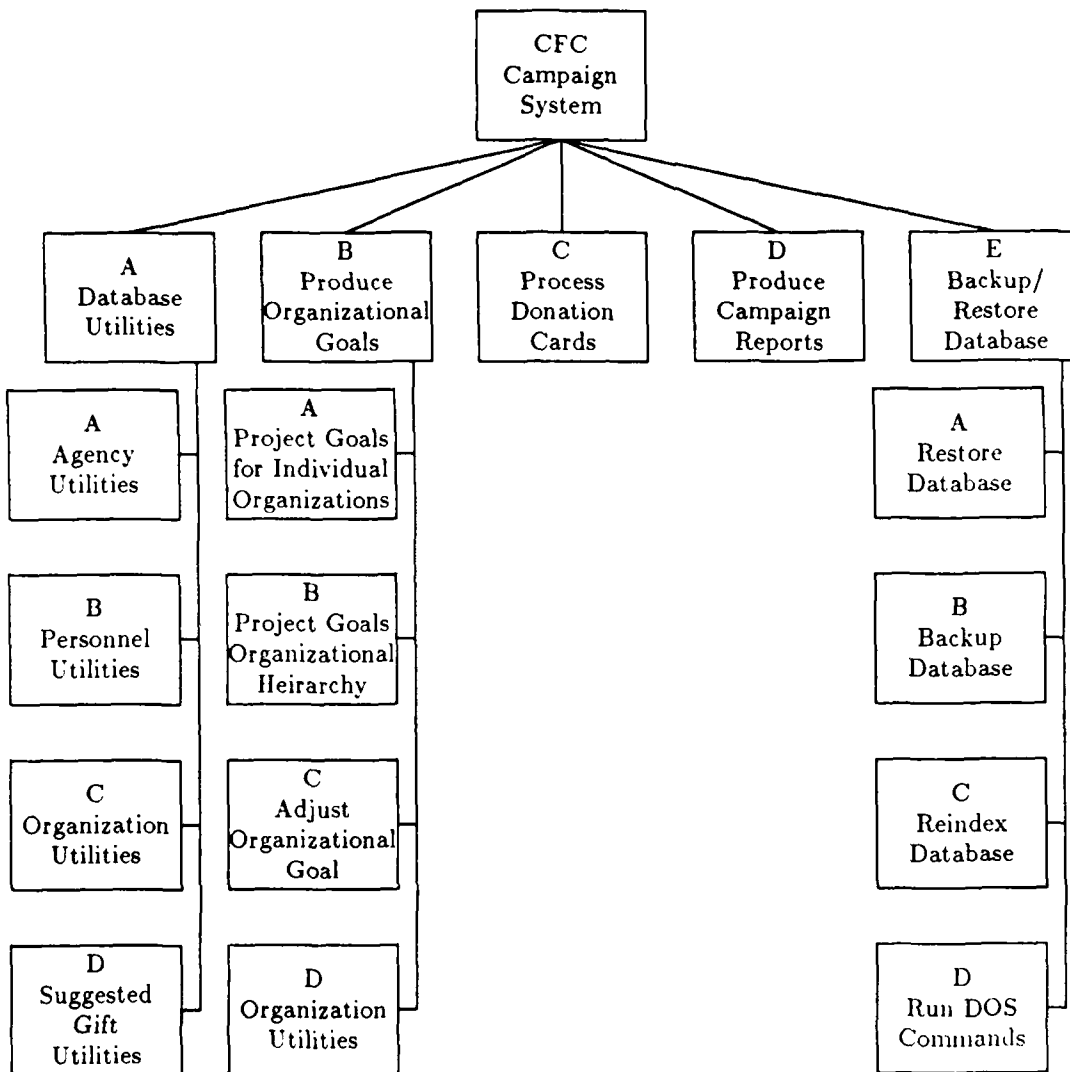 CFC
Campaign
System
A
Database
Utilities
B
Produce
Organizational
Goals
C
Process
Donation
Cards
D
Produce
Campaign
Reports
E
Backup/
Restore
Database
A
Agency
Utilities
B
Personnel
Utilities
C
Organization
Utilities
D
Suggested
Gift
Utilities
A
Project Goals
for Individual
Organizations
B
Project Goals
Organizational
Heirarchy
C
Adjust
Organizational
Goal
D
Organization
Utilities
A
Restore
Database
B
Backup
Database
C
Reindex
Database
D
Run DOS
Commands